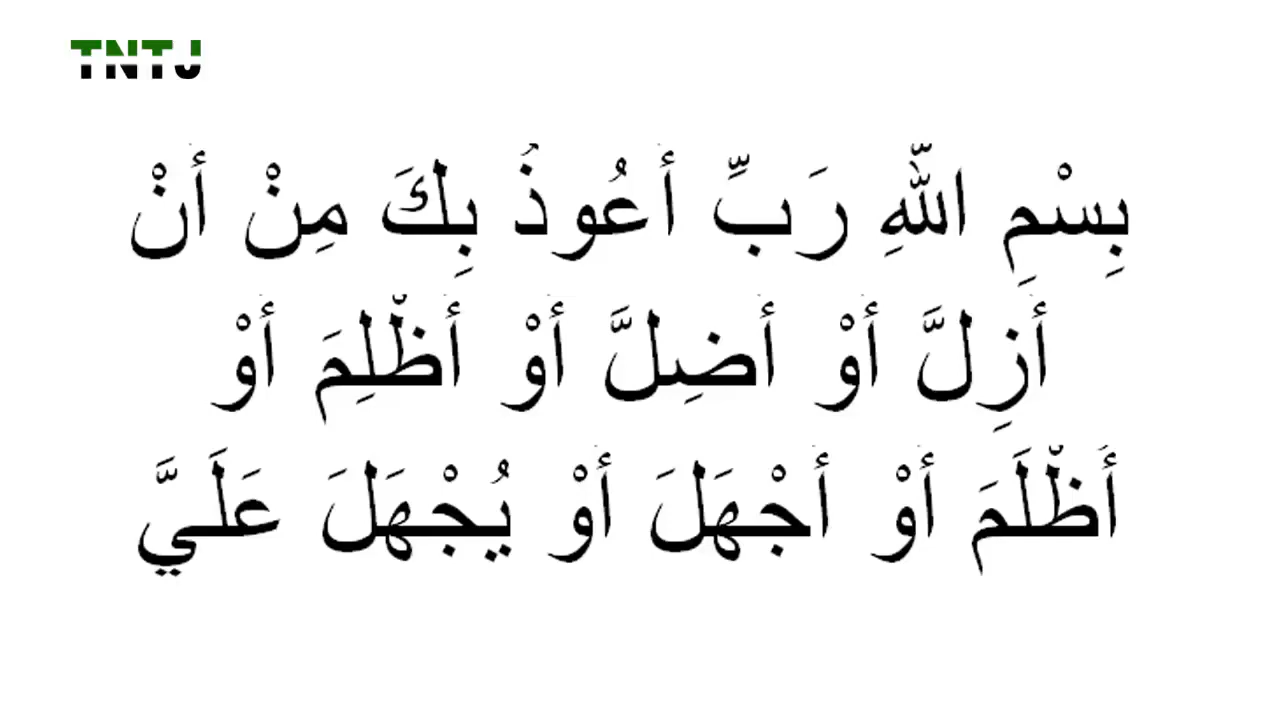 TNTJ
بِسْمِ اللّٰهِ رَبِّ أَعُوذُ بِكَ مِنْ أَنْ
أَزِلَّ أَوْ أَضِلَّ أَوْ أَظْلِمَ أَوْ
أَظْلَمَ أَوْ أَجْهَلَ أَوْ يُجْهَلَ عَلَيَّ